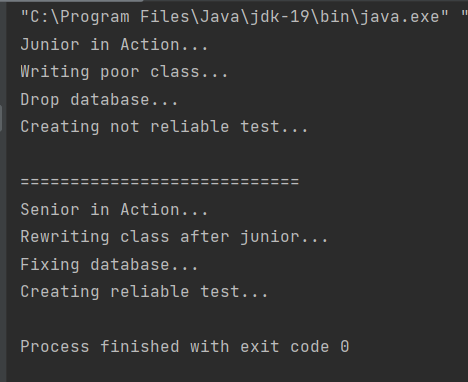 "C:\Program Files\Java\jdk-19\bin\java.exe" "
Junior in Action...
Writing poor class...
Drop database...
Creating not reliable test...
============================
Senior in Action...
Rewriting class after junior...
Fixing database...
Creating reliable test...
Process finished with exit code 0